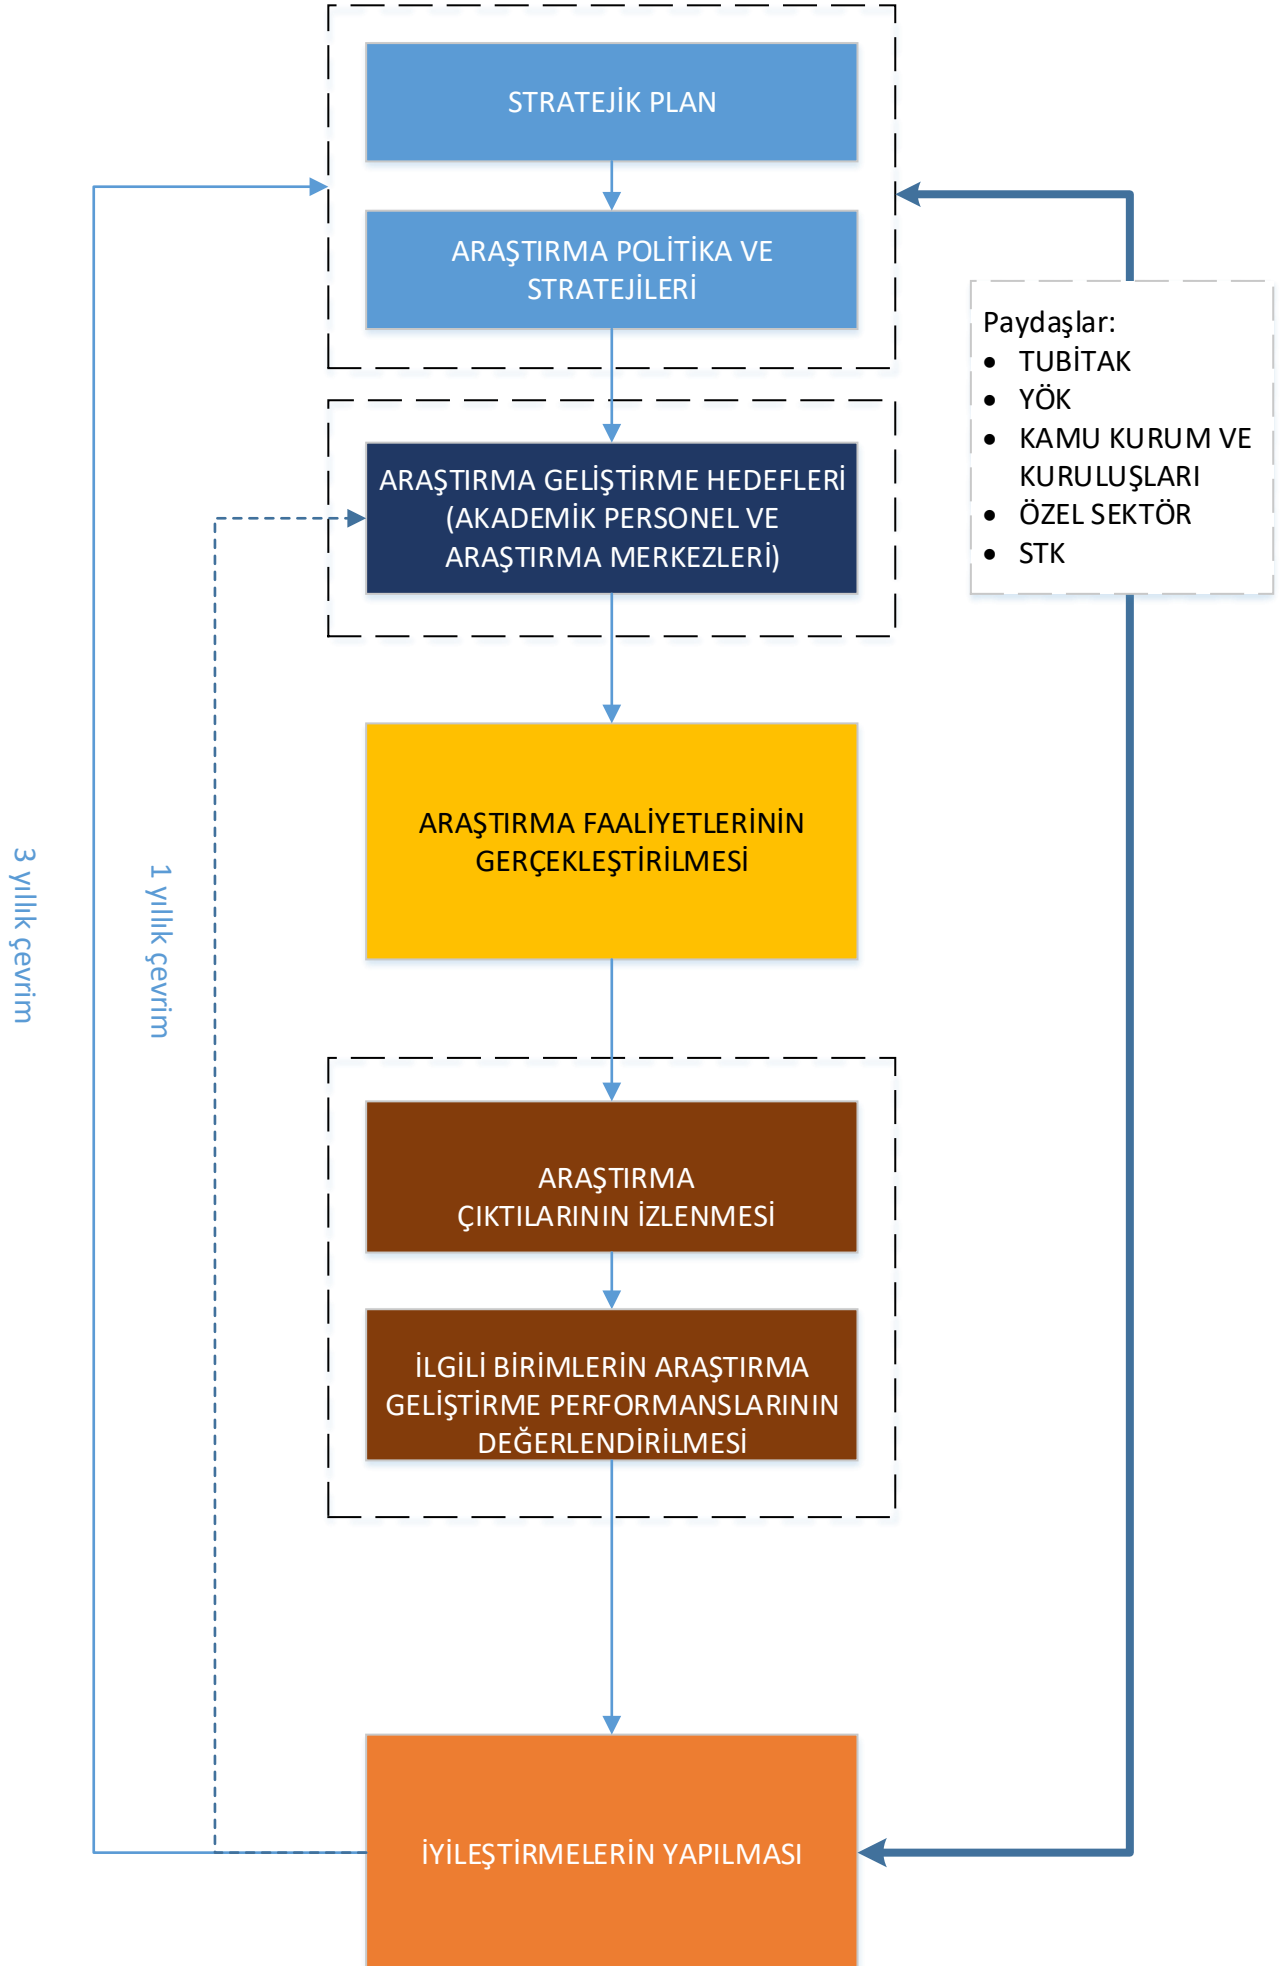 STRATEJİK PLAN
ARAŞTIRMA POLİTİKA VE
STRATEJİLERİ
Paydaşlar:
• TUBİTAK
• YÖK
• KAMU KURUM VE
KURULUŞLARI
• ÖZEL SEKTÖR
• STK
ARAŞTIRMA GELİŞTİRME HEDEFLERİ
(AKADEMİK PERSONEL VE
ARAŞTIRMA MERKEZLERİ)
ARAŞTIRMA FAALİYETLERİNİN
GERÇEKLEŞTİRİLMESİ
3 yıllık çevrim
1 yıllık çevrim
ARAŞTIRMA
ÇIKTILARININ İZLENMESİ
İLGİLİ BİRİMLERİN ARAŞTIRMA
GELİŞTİRME PERFORMANSLARININ
DEĞERLENDİRİLMESİ
İYİLEŞTİRMELERİN YAPILMASI